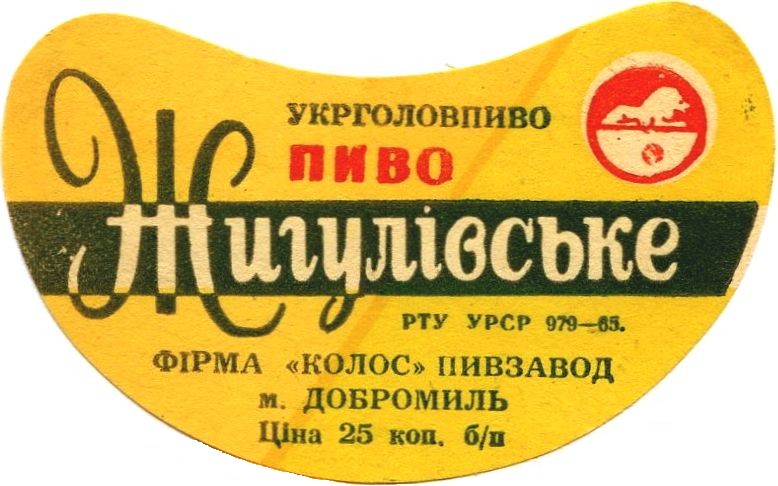 УКРГОЛОВПИВО
ПИВО
Жигулівське
РТУ УРСР 979—65.
ФІРМА «КОЛОС» ПИВЗАВОД
м. ДОБРОМИЛЬ
Ціна 25 коп. б/п